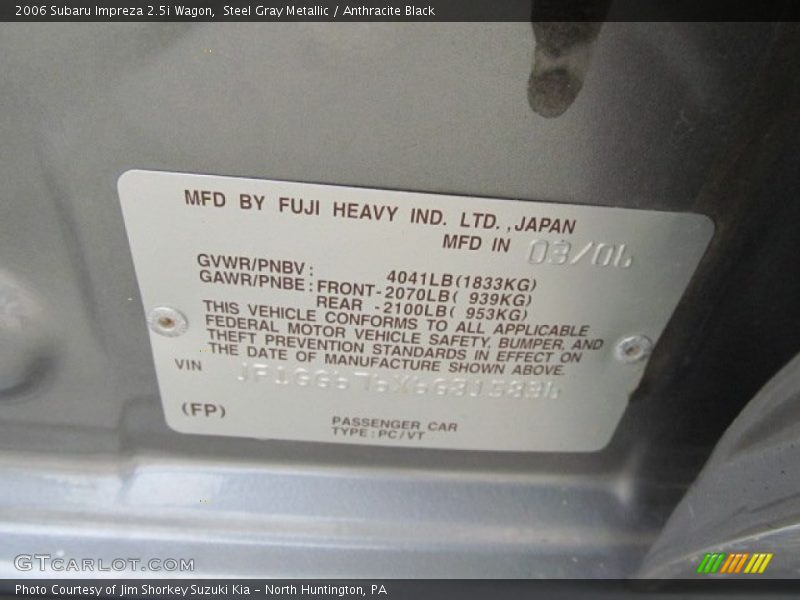 2006 Subaru Impreza 2.5i Wagon,  Steel Gray Metallic / Anthracite Black
MFD BY FUJI HEAVY IND. LTD.,JAPAN
MFD IN 03/06
GVWR/PNBV: 4041LB(1833KG)
GAWR/PNBE:FRONT-2070LB( 939KG)
REAR -2100LB( 953KG)
THIS VEHICLE CONFORMS TO ALL APPLICABLE
FEDERAL MOTOR VEHICLE SAFETY, BUMPER, AND
THEFT PREVENTION STANDARDS IN EFFECT ON
THE DATE OF MANUFACTURE SHOWN ABOVE.
VIN
(FP)
PASSENGER CAR
TYPE:PC/VT
GTCARLOT.COM
Photo Courtesy of Jim Shorkey Suzuki Kia - North Huntington, PA